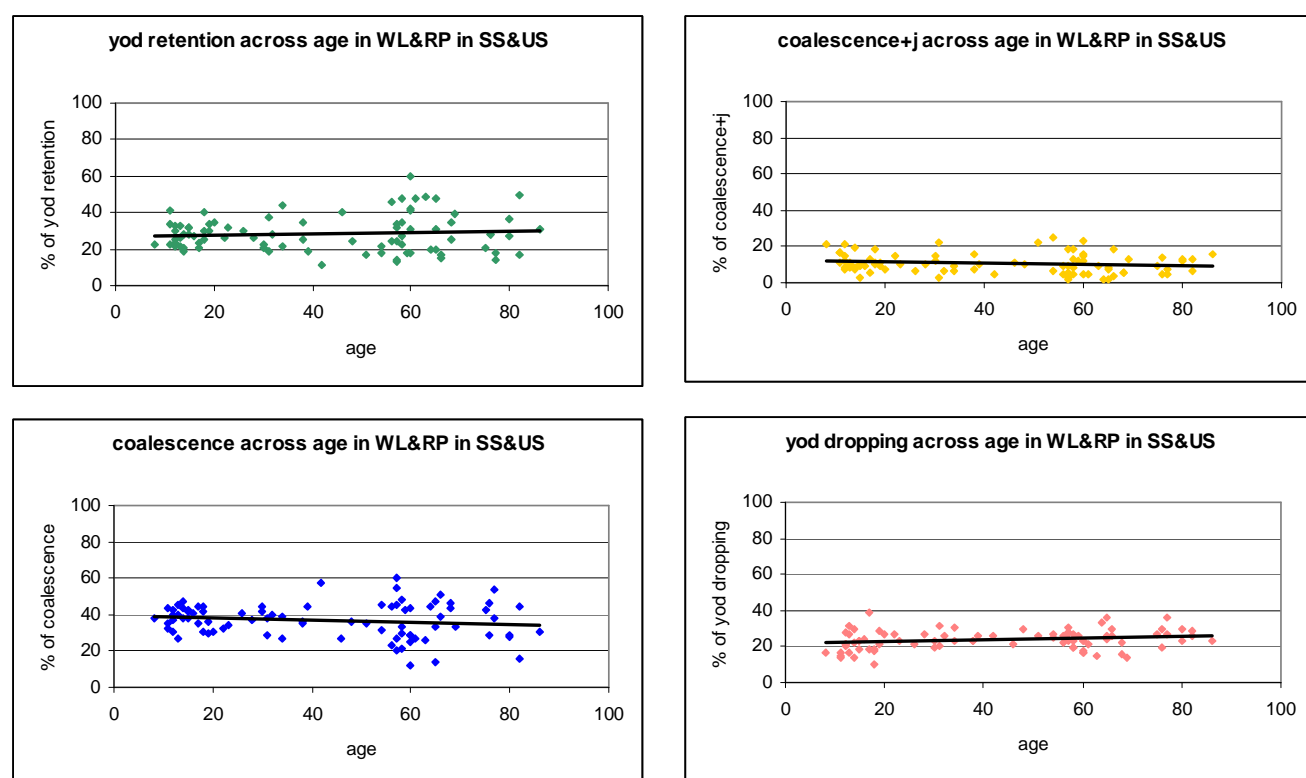 yod retention across age in WL&RP in SS&US
100
80
60
40
20
0
0 20 40 60 80 100
% of yod retention
age
coalescence+j across age in WL&RP in SS&US
100
80
60
40
20
0
0 20 40 60 80 100
% of coalescence+j
age
coalescence across age in WL&RP in SS&US
100
80
60
40
20
0
0 20 40 60 80 100
% of coalescence
age
yod dropping across age in WL&RP in SS&US
100
80
60
40
20
0
0 20 40 60 80 100
% of yod dropping
age